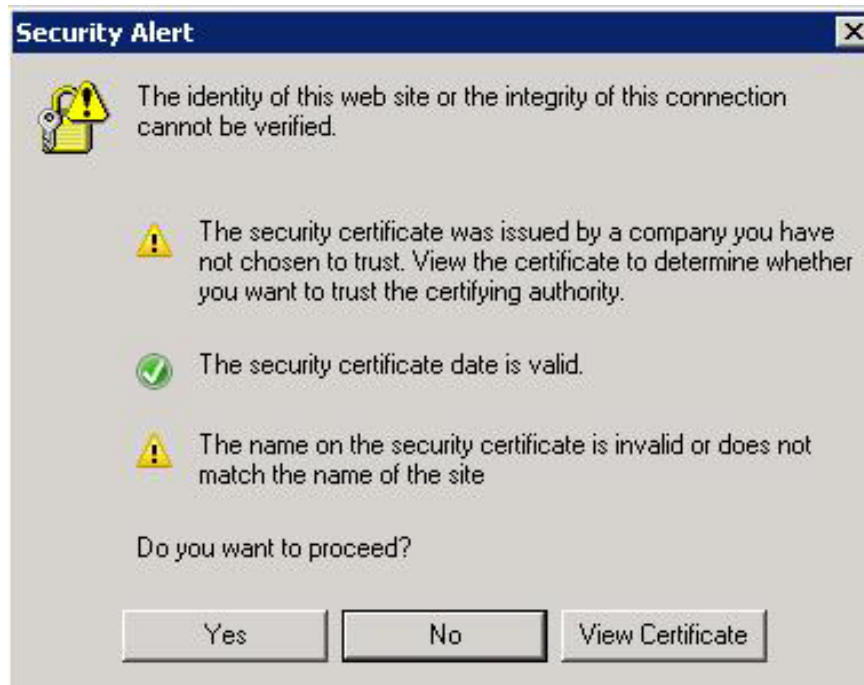 Security Alert
The identity of this web site or the integrity of this connection
cannot be verified.
The security certificate was issued by a company you have
not chosen to trust. View the certificate to determine whether
you want to trust the certifying authority.
The security certificate date is valid.
The name on the security certificate is invalid or does not
match the name of the site
Do you want to proceed?
Yes No View Certificate